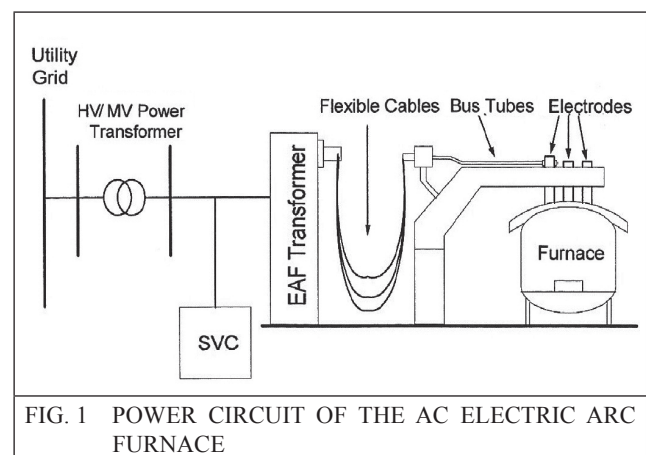 Utility
Grid
HV/MV Power
Transformer
Flexible Cables
Bus Tubes
Electrodes
EAF Transformer
Furnace
SVC
FIG. 1 POWER CIRCUIT OF THE AC ELECTRIC ARC
FURNACE